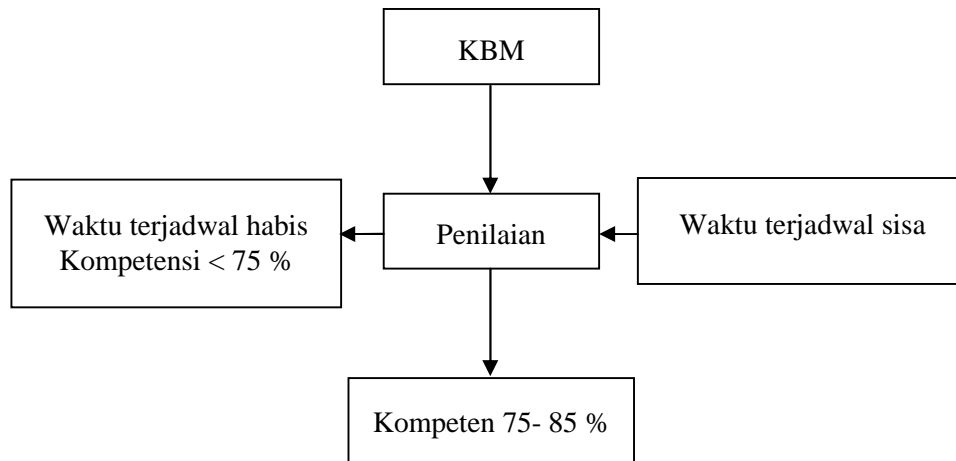 KBM
Waktu terjadwal habis
Kompetensi < 75 %
Penilaian
Waktu terjadwal sisa
Kompeten 75- 85 %